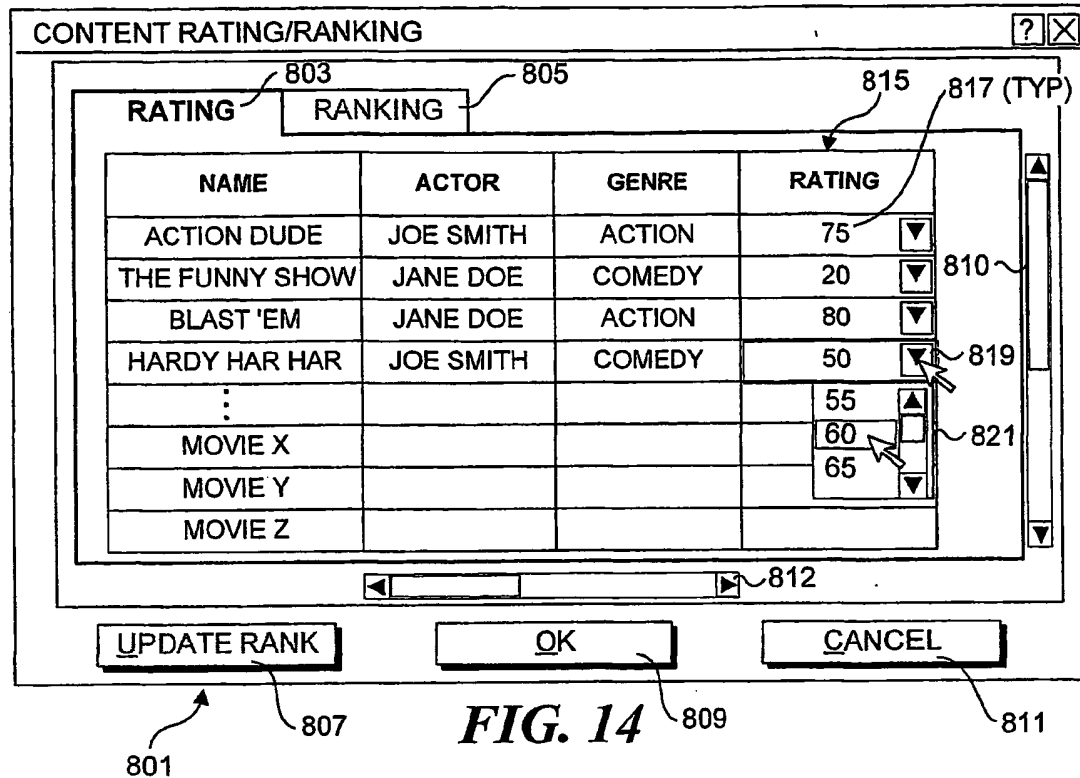 CONTENT RATING/RANKING ? X
803 805 815 817 (TYP)
RATING RANKING
NAME ACTOR GENRE RATING
ACTION DUDE JOE SMITH ACTION 75
810
THE FUNNY SHOW JANE DOE COMEDY 20
BLAST 'EM JANE DOE ACTION 80
HARDY HAR HAR JOE SMITH COMEDY 50 819
55
60 821
MOVIE X
65
MOVIE Y
MOVIE Z
812
UPDATE RANK OK CANCEL
801 807 FIG. 14 809 811